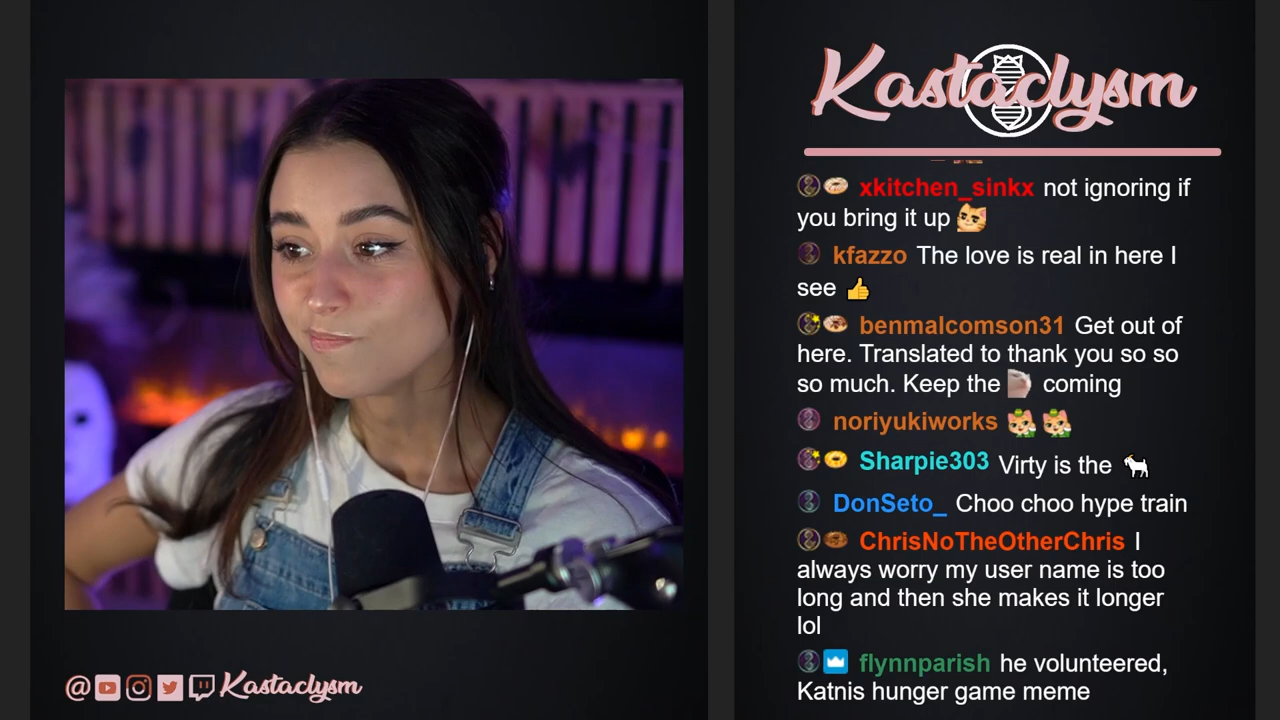 Kastaclysm
xkitchen_sinkx not ignoring if
you bring it up
kfazzo The love is real in here I
see
benmalcomson31 Get out of
here. Translated to thank you so so
so much. Keep the coming
noriyukiworks
Sharpie303 Virty is the
DonSeto_ Choo choo hype train
ChrisNoTheOtherChris I
always worry my user name is too
long and then she makes it longer
lol
flynnparish he volunteered,
Katnis hunger game meme
@ Kastaclysm